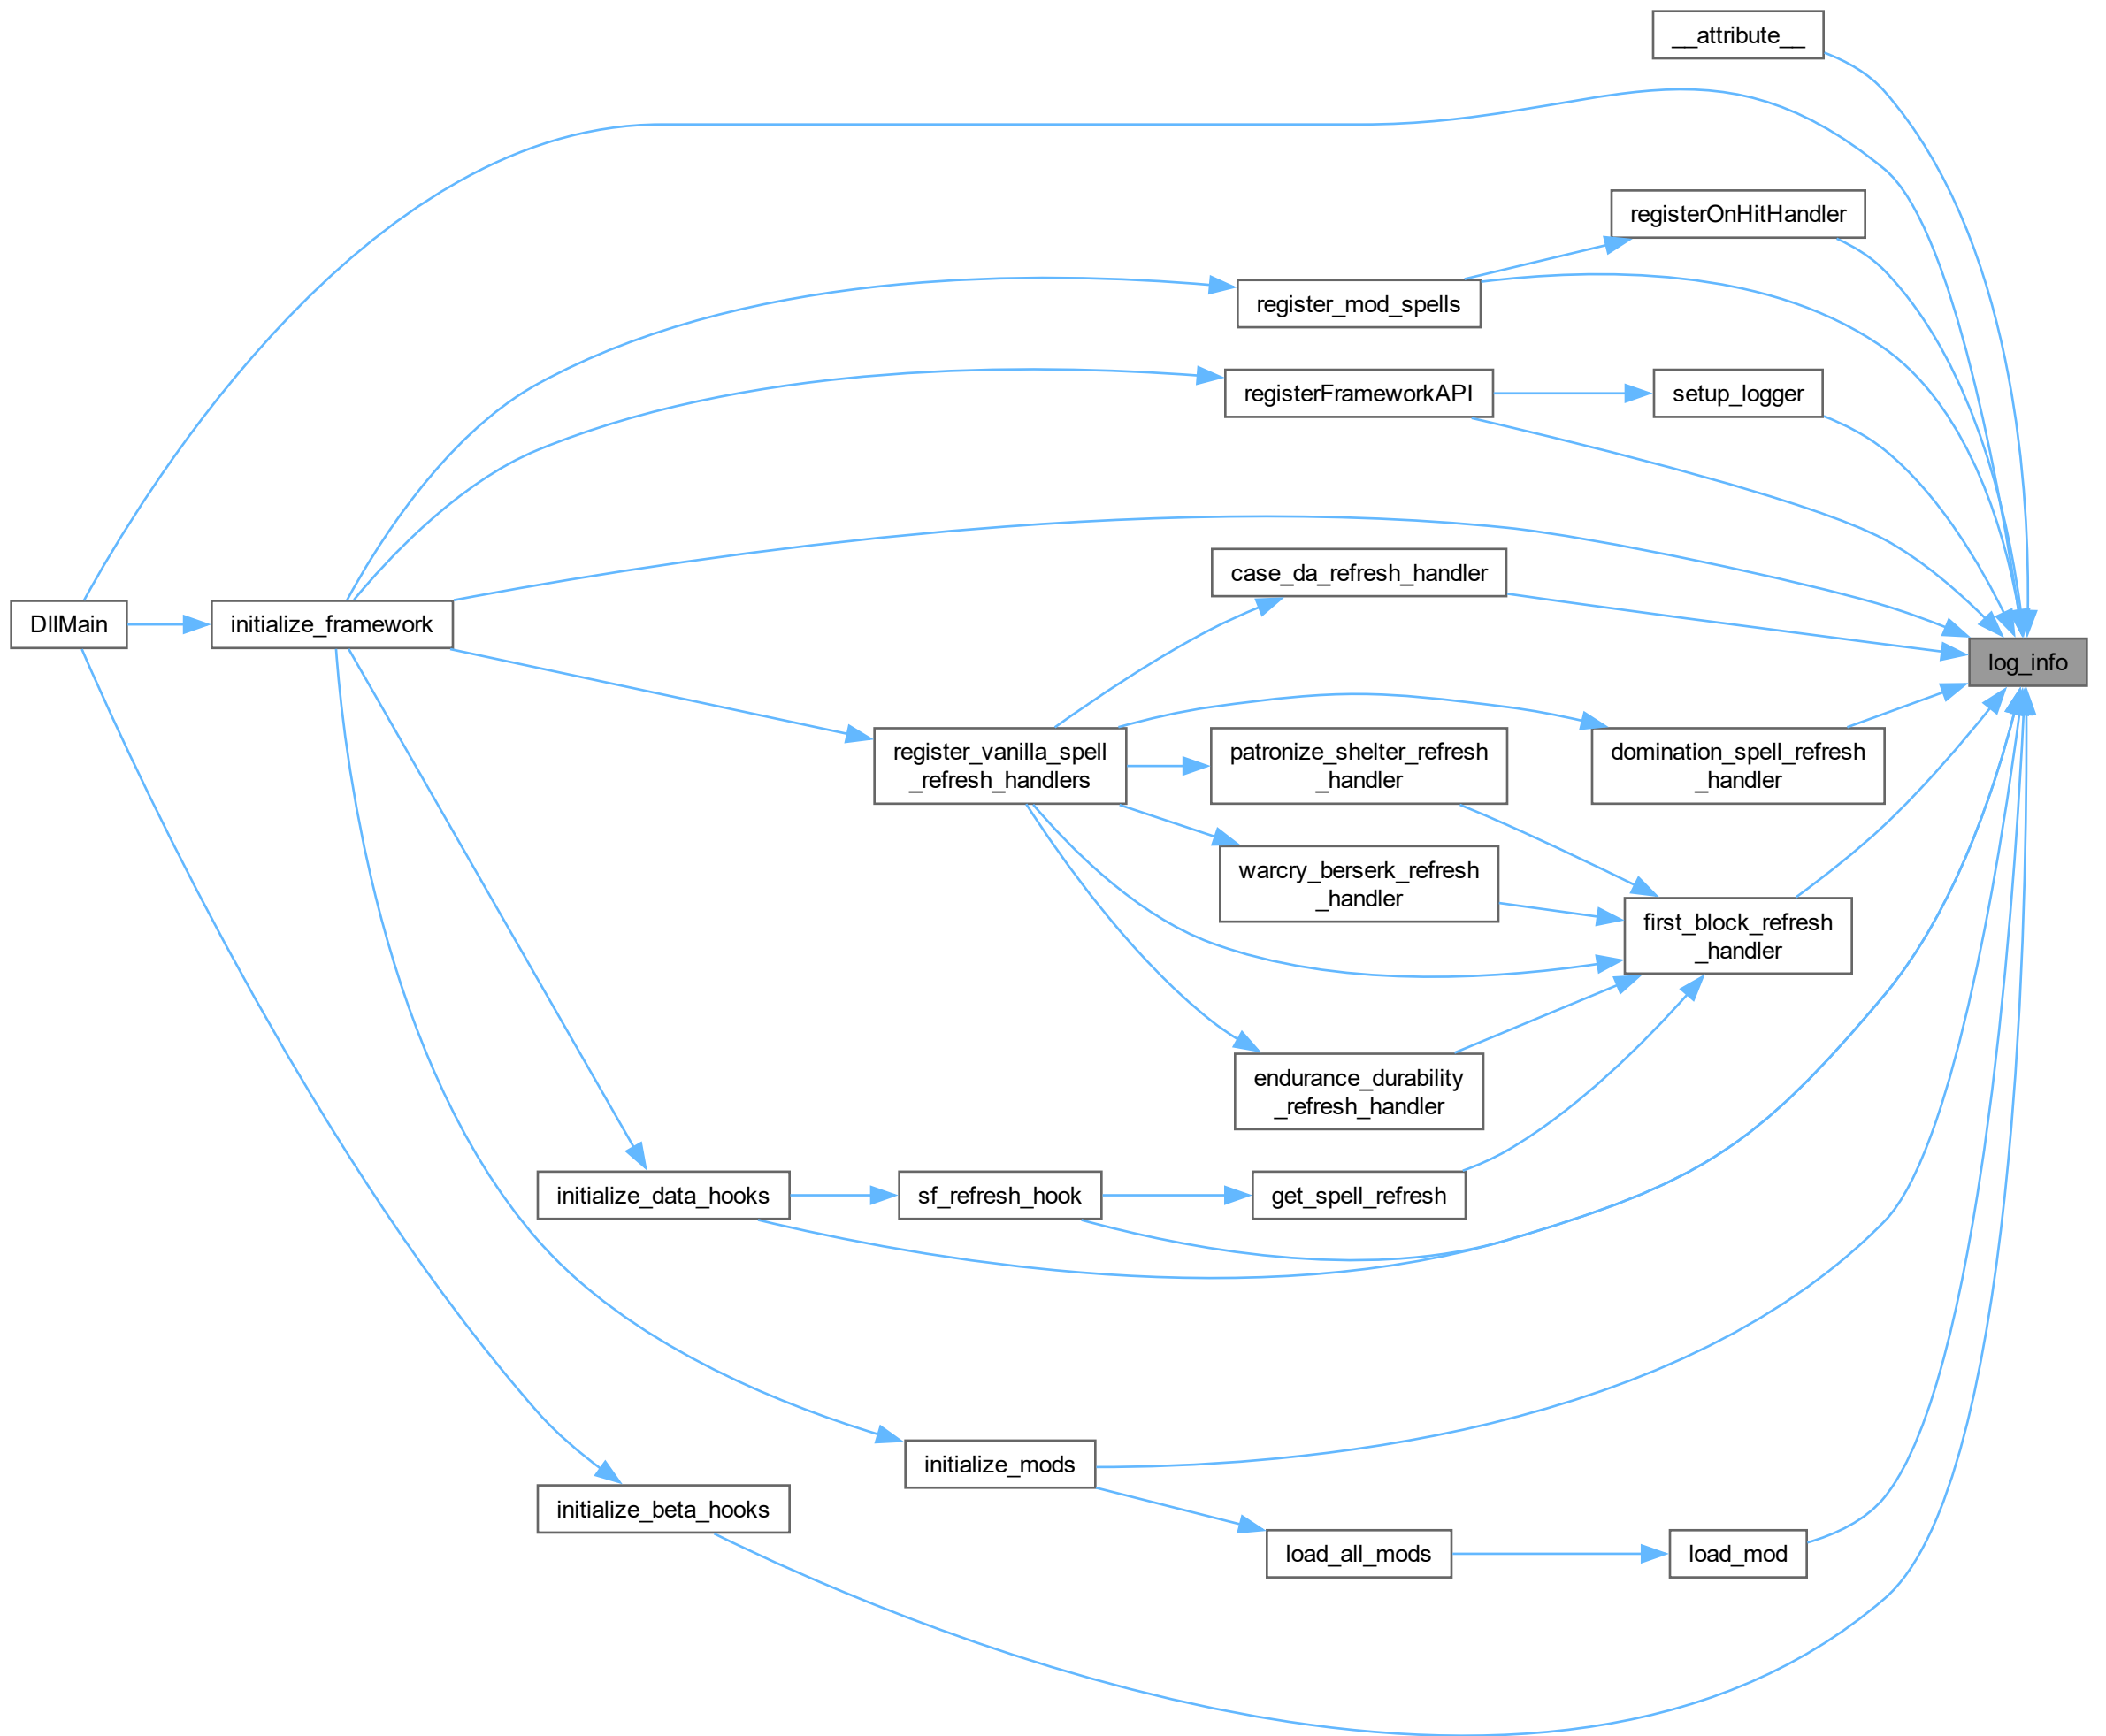 __attribute__
registerOnHitHandler
register_mod_spells
registerFrameworkAPI
setup_logger
case_da_refresh_handler
DllMain
initialize_framework
log_info
register_vanilla_spell
_refresh_handlers
patronize_shelter_refresh
_handler
domination_spell_refresh
_handler
warcry_berserk_refresh
_handler
first_block_refresh
_handler
endurance_durability
_refresh_handler
initialize_data_hooks
sf_refresh_hook
get_spell_refresh
initialize_mods
initialize_beta_hooks
load_all_mods
load_mod